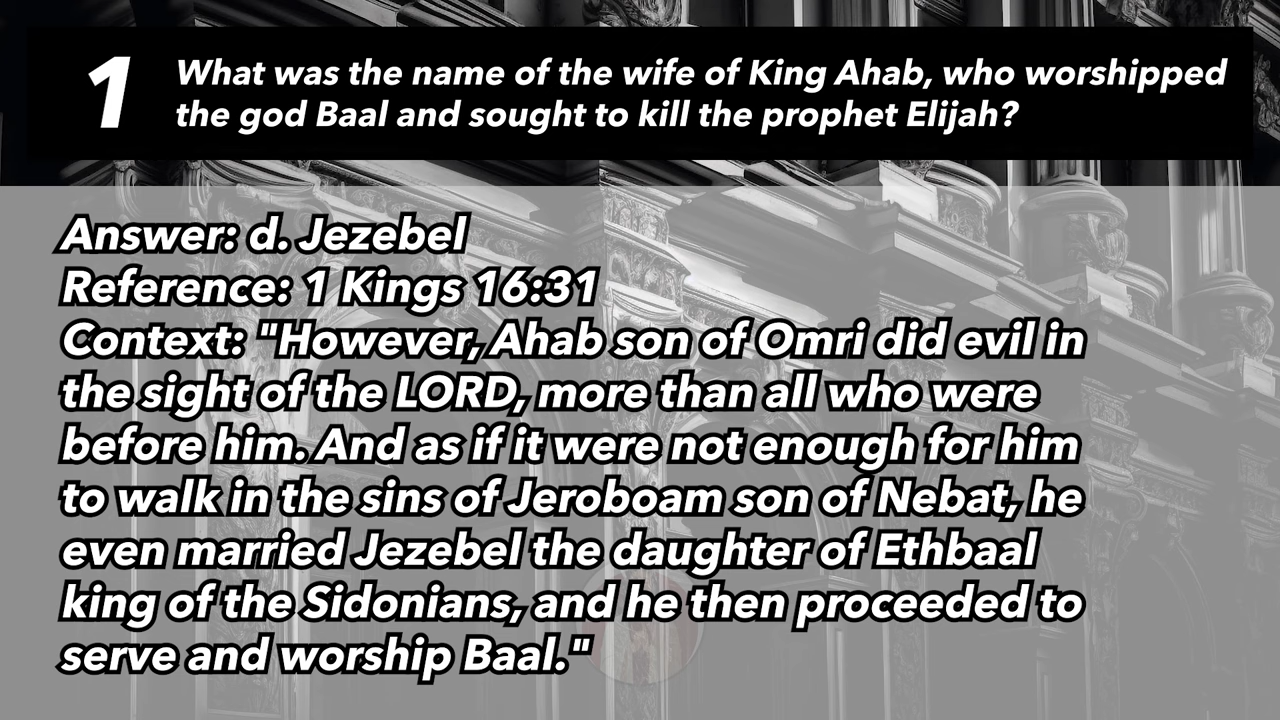 1
What was the name of the wife of King Ahab, who worshipped
the god Baal and sought to kill the prophet Elijah?
Answer: d. Jezebel
Reference: 1 Kings 16:31
Context: "However, Ahab son of Omri did evil in
the sight of the LORD, more than all who were
before him. And as if it were not enough for him
to walk in the sins of Jeroboam son of Nebat, he
even married Jezebel the daughter of Ethbaal
king of the Sidonians, and he then proceeded to
serve and worship Baal."